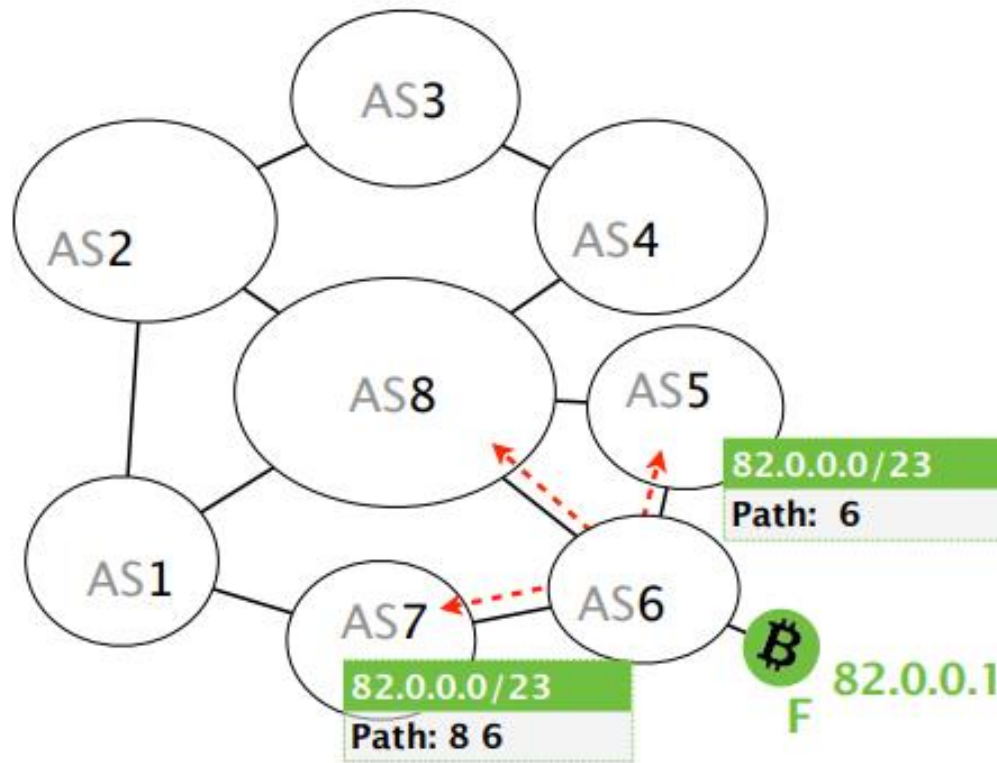 AS3
AS2
AS4
AS8
AS5
82.0.0.0/23
Path: 6
AS1
AS7
AS6
82.0.0.0/23
Path: 8 6
82.0.0.1
F